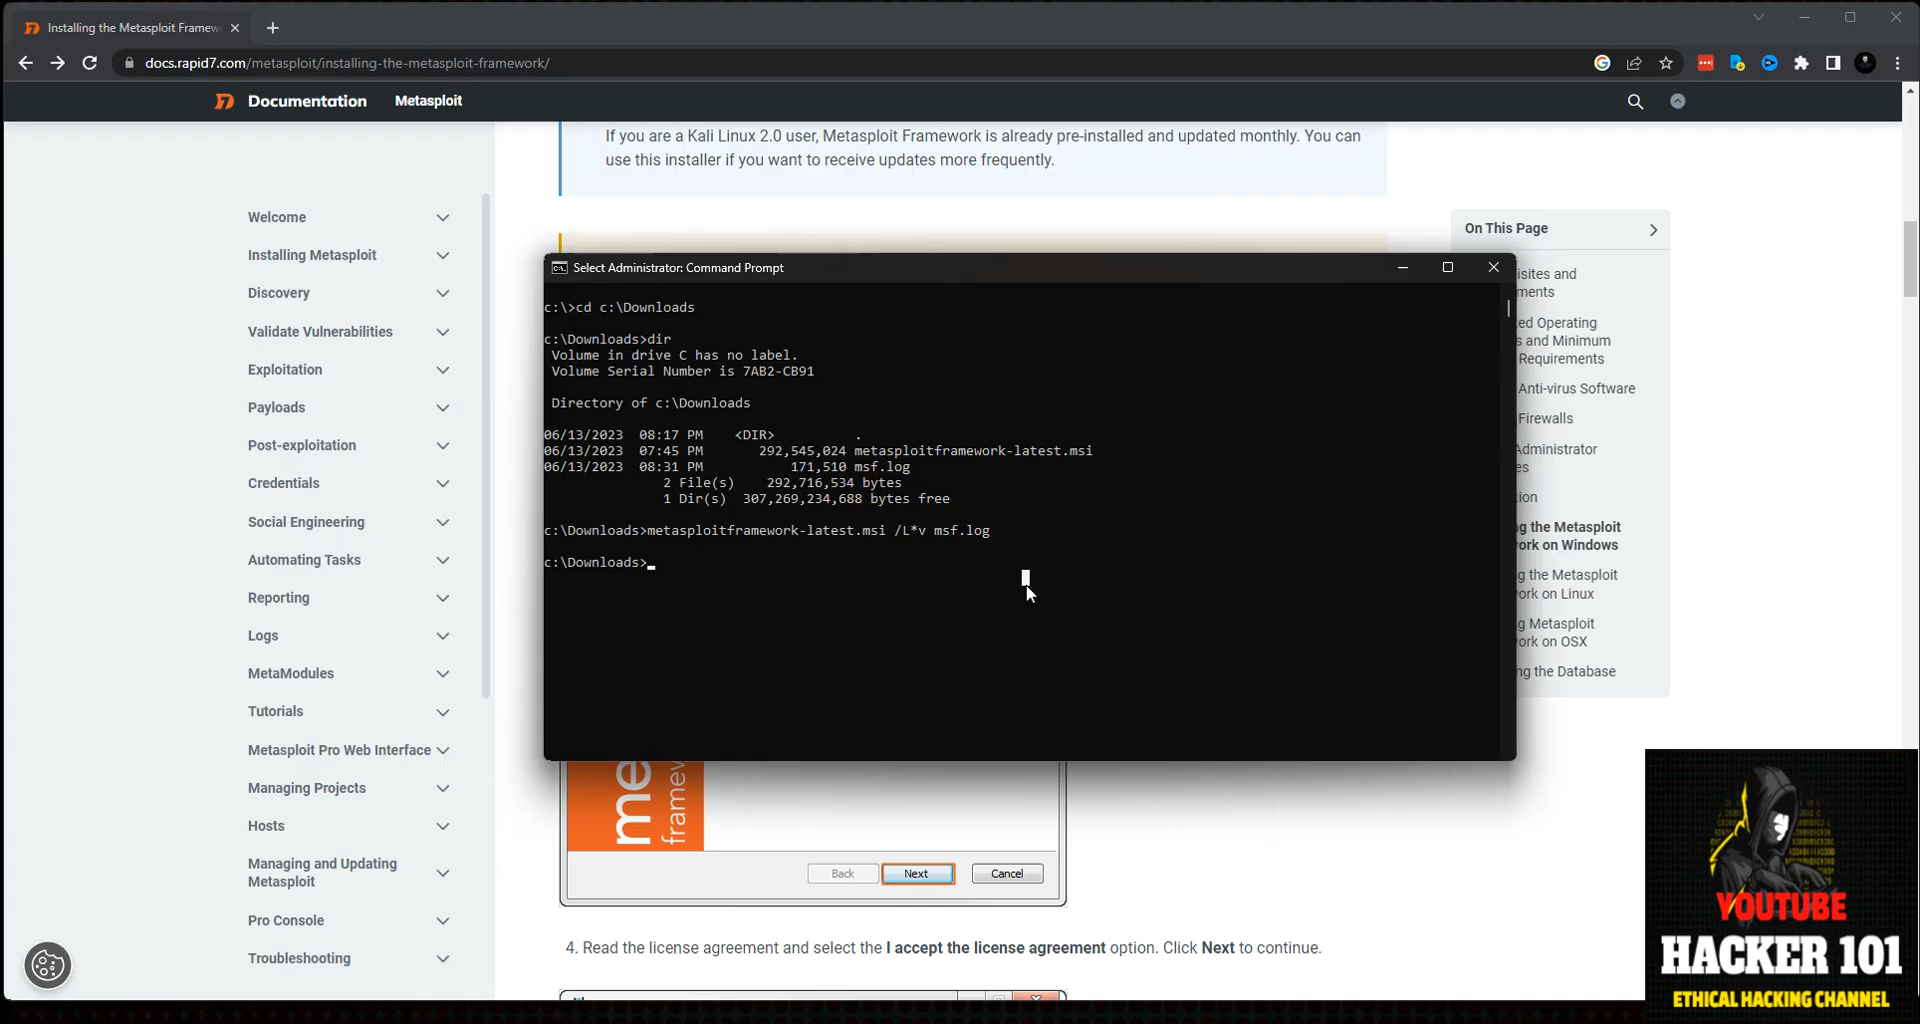 Installing the Metasploit Framew
docs.rapid7.com/metasploit/installing-the-metasploit-framework/
Documentation
Metasploit
If you are a Kali Linux 2.0 user, Metasploit Framework is already pre-installed and updated monthly. You can
use this installer if you want to receive updates more frequently.
Welcome
Installing Metasploit
Discovery
Validate Vulnerabilities
Exploitation
Payloads
Post-exploitation
Credentials
Social Engineering
Automating Tasks
Reporting
Logs
MetaModules
Tutorials
Metasploit Pro Web Interface
Managing Projects
Hosts
Managing and Updating
Metasploit
Pro Console
Troubleshooting
Select Administrator: Command Prompt
c:\>cd c:\Downloads
c:\Downloads>dir
Volume in drive C has no label.
Volume Serial Number is 7AB2-CB91
Directory of c:\Downloads
06/13/2023 08:17 PM <DIR> .
06/13/2023 07:45 PM 292,545,024 metasploitframework-latest.msi
06/13/2023 08:31 PM 171,510 msf.log
2 File(s) 292,716,534 bytes
1 Dir(s) 307,269,234,688 bytes free
c:\Downloads>metasploitframework-latest.msi /L*v msf.log
c:\Downloads>
On This Page
isites and
ments
ed Operating
s and Minimum
Requirements
Anti-virus Software
Firewalls
Administrator
es
ion
g the Metasploit
ork on Windows
g the Metasploit
ork on Linux
g Metasploit
ork on OSX
ng the Database
me
framew
Back
Next
Cancel
4. Read the license agreement and select the I accept the license agreement option. Click Next to continue.
YOUTUBE
HACKER 101
ETHICAL HACKING CHANNEL